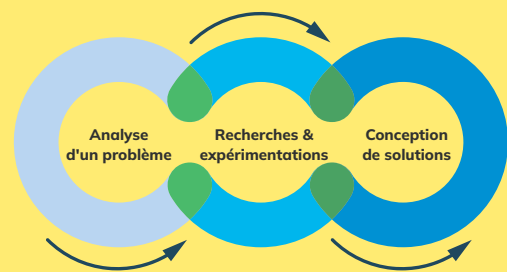 Analyse
d'un problème
Recherches &
expérimentations
Conception
de solutions